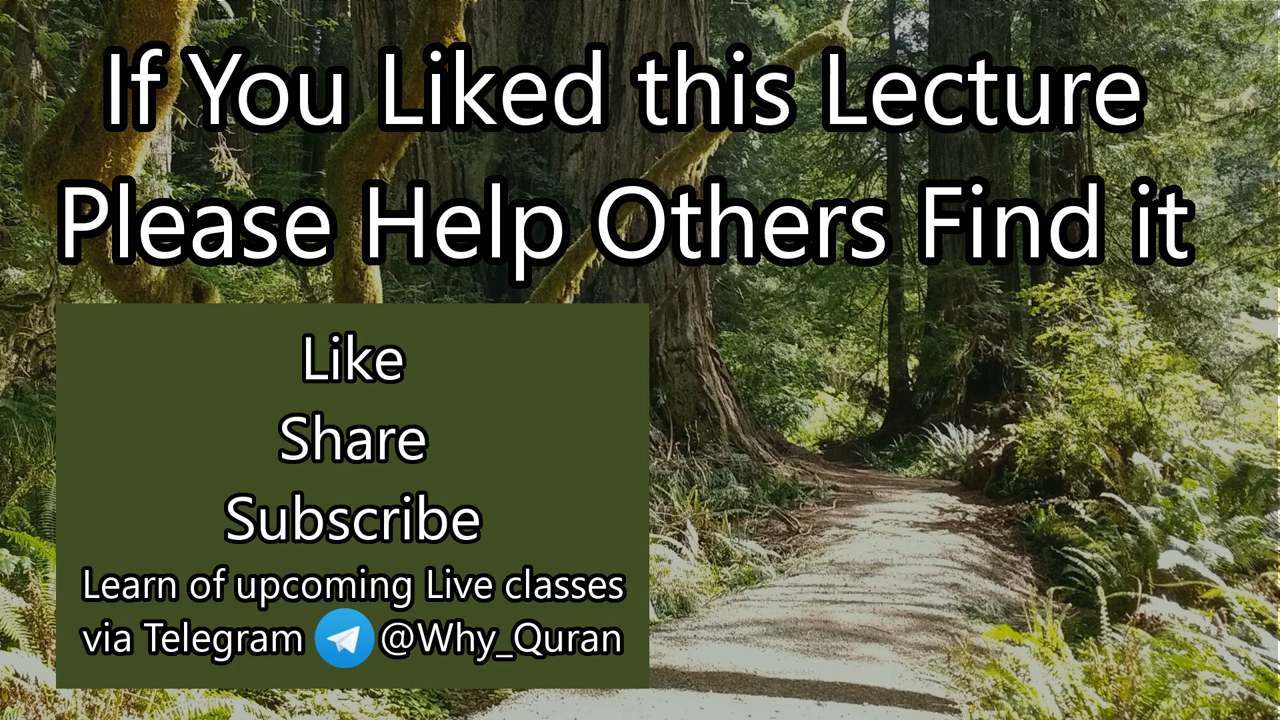 If You Liked this Lecture
Please Help Others Find it
Like
Share
Subscribe
Learn of upcoming Live classes
via Telegram @Why_Quran